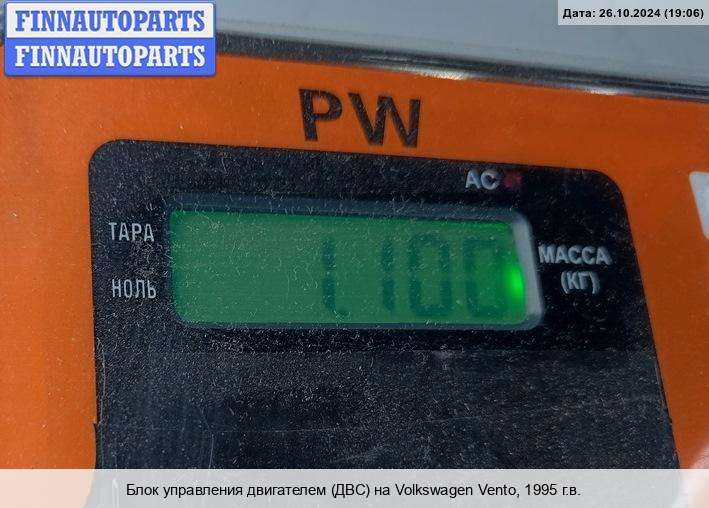 FINNAUTOPARTS
FINNAUTOPARTS
Дата: 26.10.2024 (19:06)
PW
AC
ТАРА
НОЛЬ
1.100
МАССА
(КГ)
Блок управления двигателем (ДВС) на Volkswagen Vento, 1995 г.в.